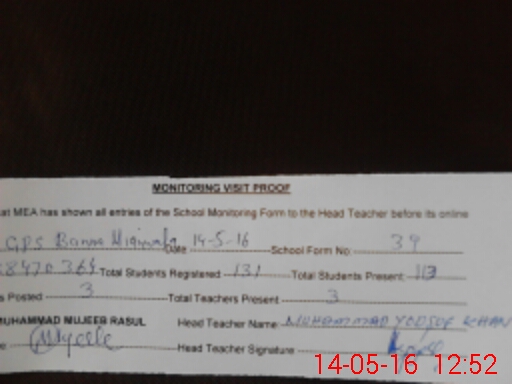 MONITORING VISIT PROOF
at MEA has shown all entries of the School Monitoring Form to the Head Teacher before its online
GPS Banna Date 14-5-16 School Form No: 39
Total Students Registered 131 Total Students Present 113
s Posted 3 Total Teachers Present 3
MUHAMMAD MUJEEB RASUL Head Teacher Name MUHAMMAD YOUSUF KHAN
e Head Teacher Signature
14-05-16 12:52